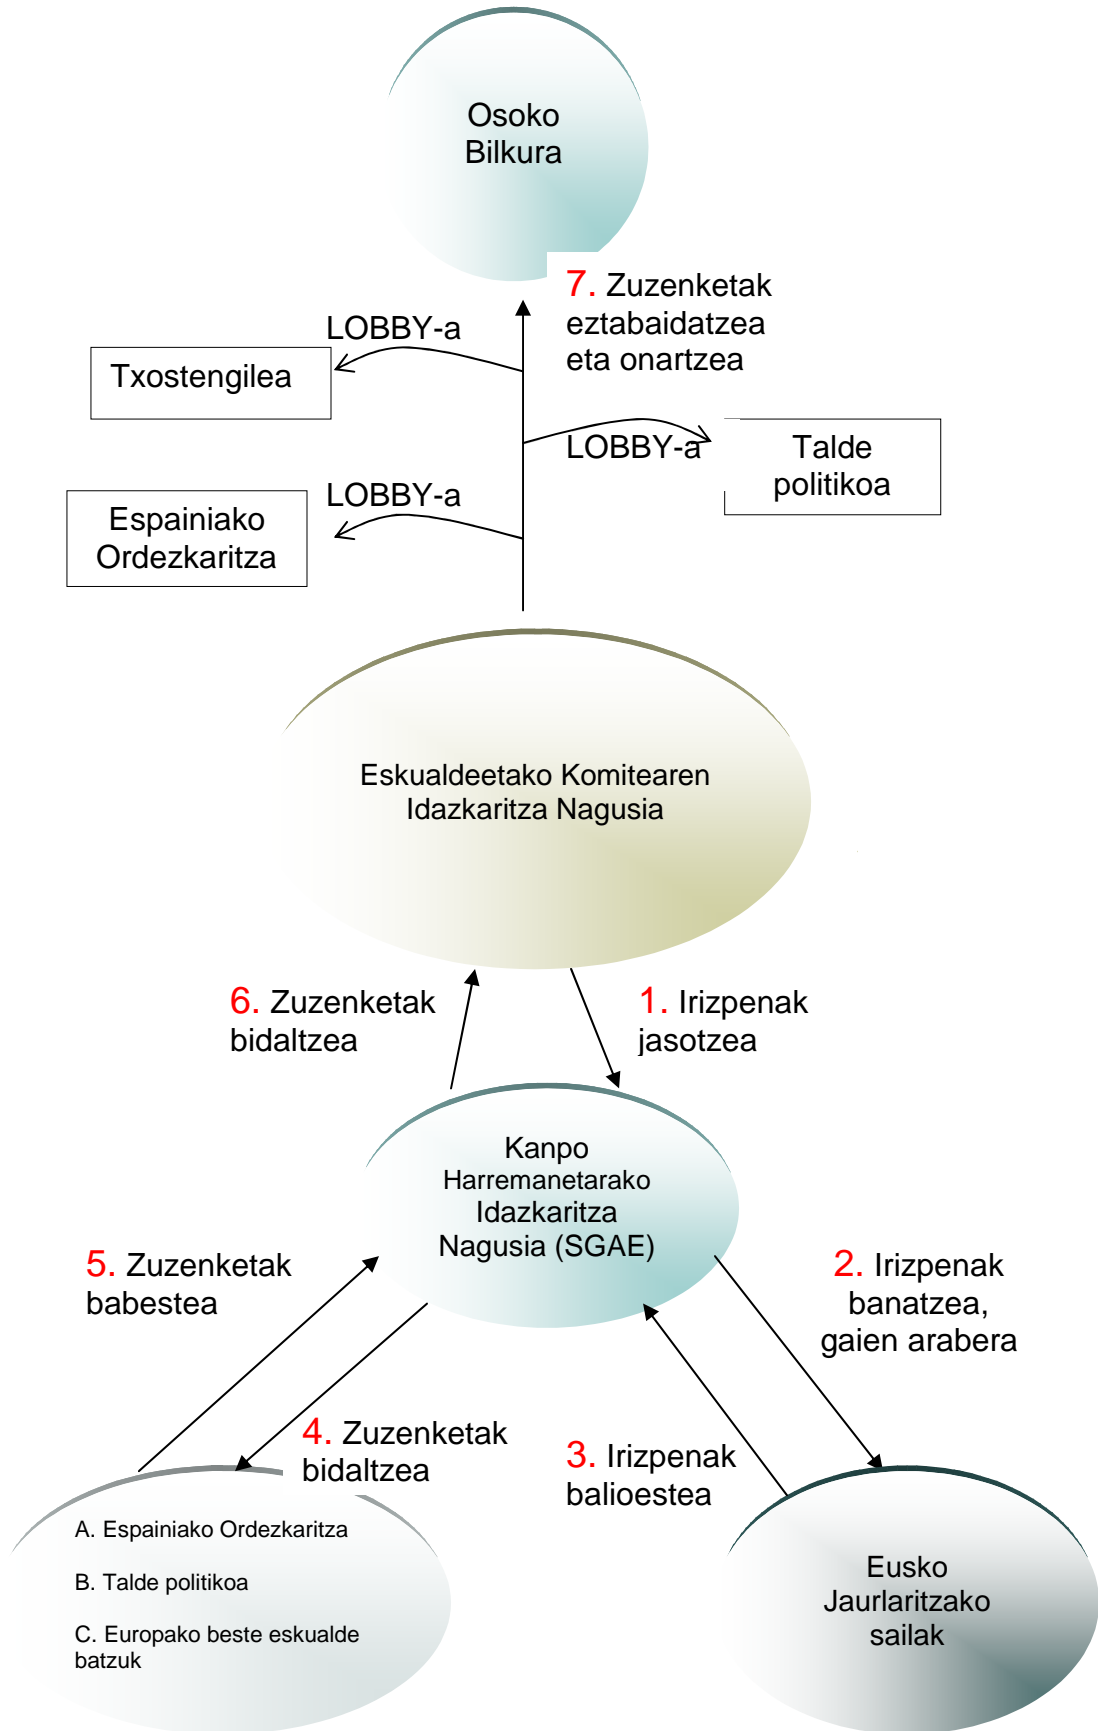 Osoko
Bilkura
7. Zuzenketak
eztabaidatzea
eta onartzea
LOBBY-a
Txostengilea
LOBBY-a
Talde
politikoa
LOBBY-a
Espainiako
Ordezkaritza
Eskualdeetako Komitearen
Idazkaritza Nagusia
6. Zuzenketak
bidaltzea
1. Irizpenak
jasotzea
Kanpo
Harremanetarako
Idazkaritza
Nagusia (SGAE)
5. Zuzenketak
babestea
2. Irizpenak
banatzea,
gaien arabera
4. Zuzenketak
bidaltzea
3. Irizpenak
balioestea
A. Espainiako Ordezkaritza
B. Talde politikoa
C. Europako beste eskualde
batzuk
Eusko
Jaurlaritzako
sailak